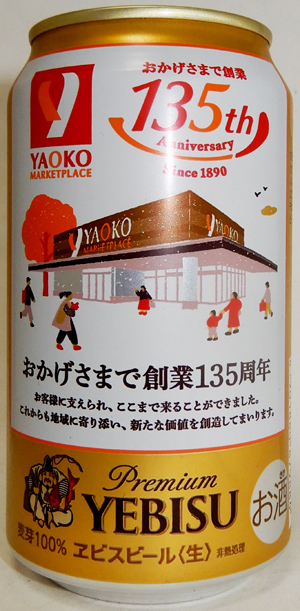 おかげさまで創業
135th
Anniversary
Since 1890
YAOKO
MARKETPLACE
YAOKO
MARKETPLACE
おかげさまで創業135周年
お客様に支えられ、ここまで来ることができました。
これからも地域に寄り添い、新たな価値を創造してまいります。
Premium
YEBISU
麦芽100% ヱビスビール〈生〉 非熱処理
お酒